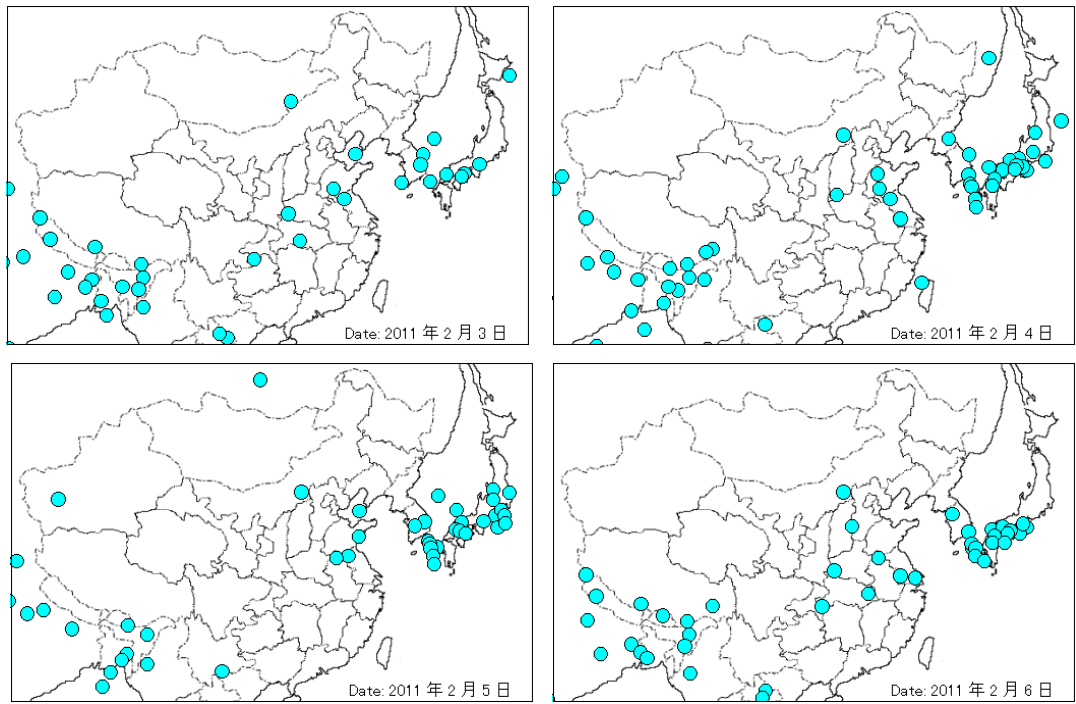 Date: 2011 年 2 月 3 日
Date: 2011 年 2 月 4 日
Date: 2011 年 2 月 5 日
Date: 2011 年 2 月 6 日